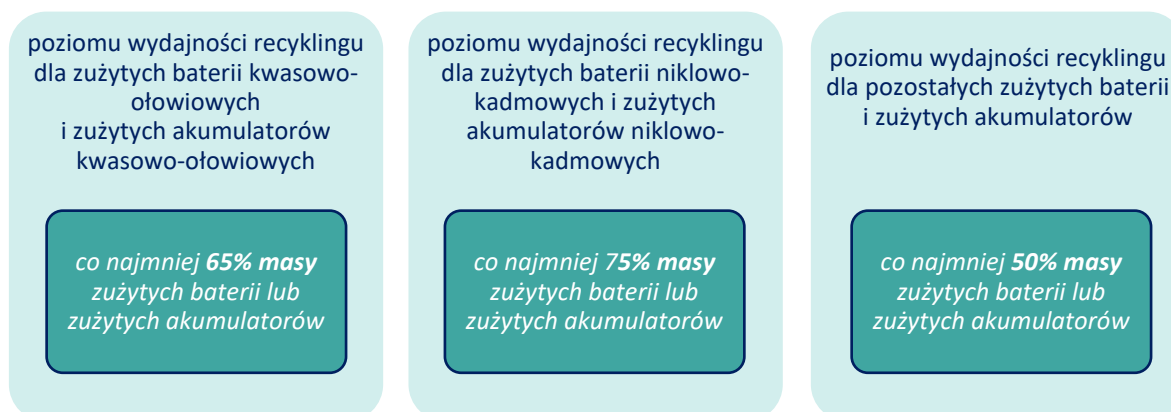 poziomu wydajności recyklingu
dla zużytych baterii kwasowo-
ołowiowych
i zużytych akumulatorów
kwasowo-ołowiowych
co najmniej 65% masy
zużytych baterii lub
zużytych akumulatorów
poziomu wydajności recyklingu
dla zużytych baterii niklowo-
kadmowych i zużytych
akumulatorów niklowo-
kadmowych
co najmniej 75% masy
zużytych baterii lub
zużytych akumulatorów
poziomu wydajności recyklingu
dla pozostałych zużytych baterii
i zużytych akumulatorów
co najmniej 50% masy
zużytych baterii lub
zużytych akumulatorów